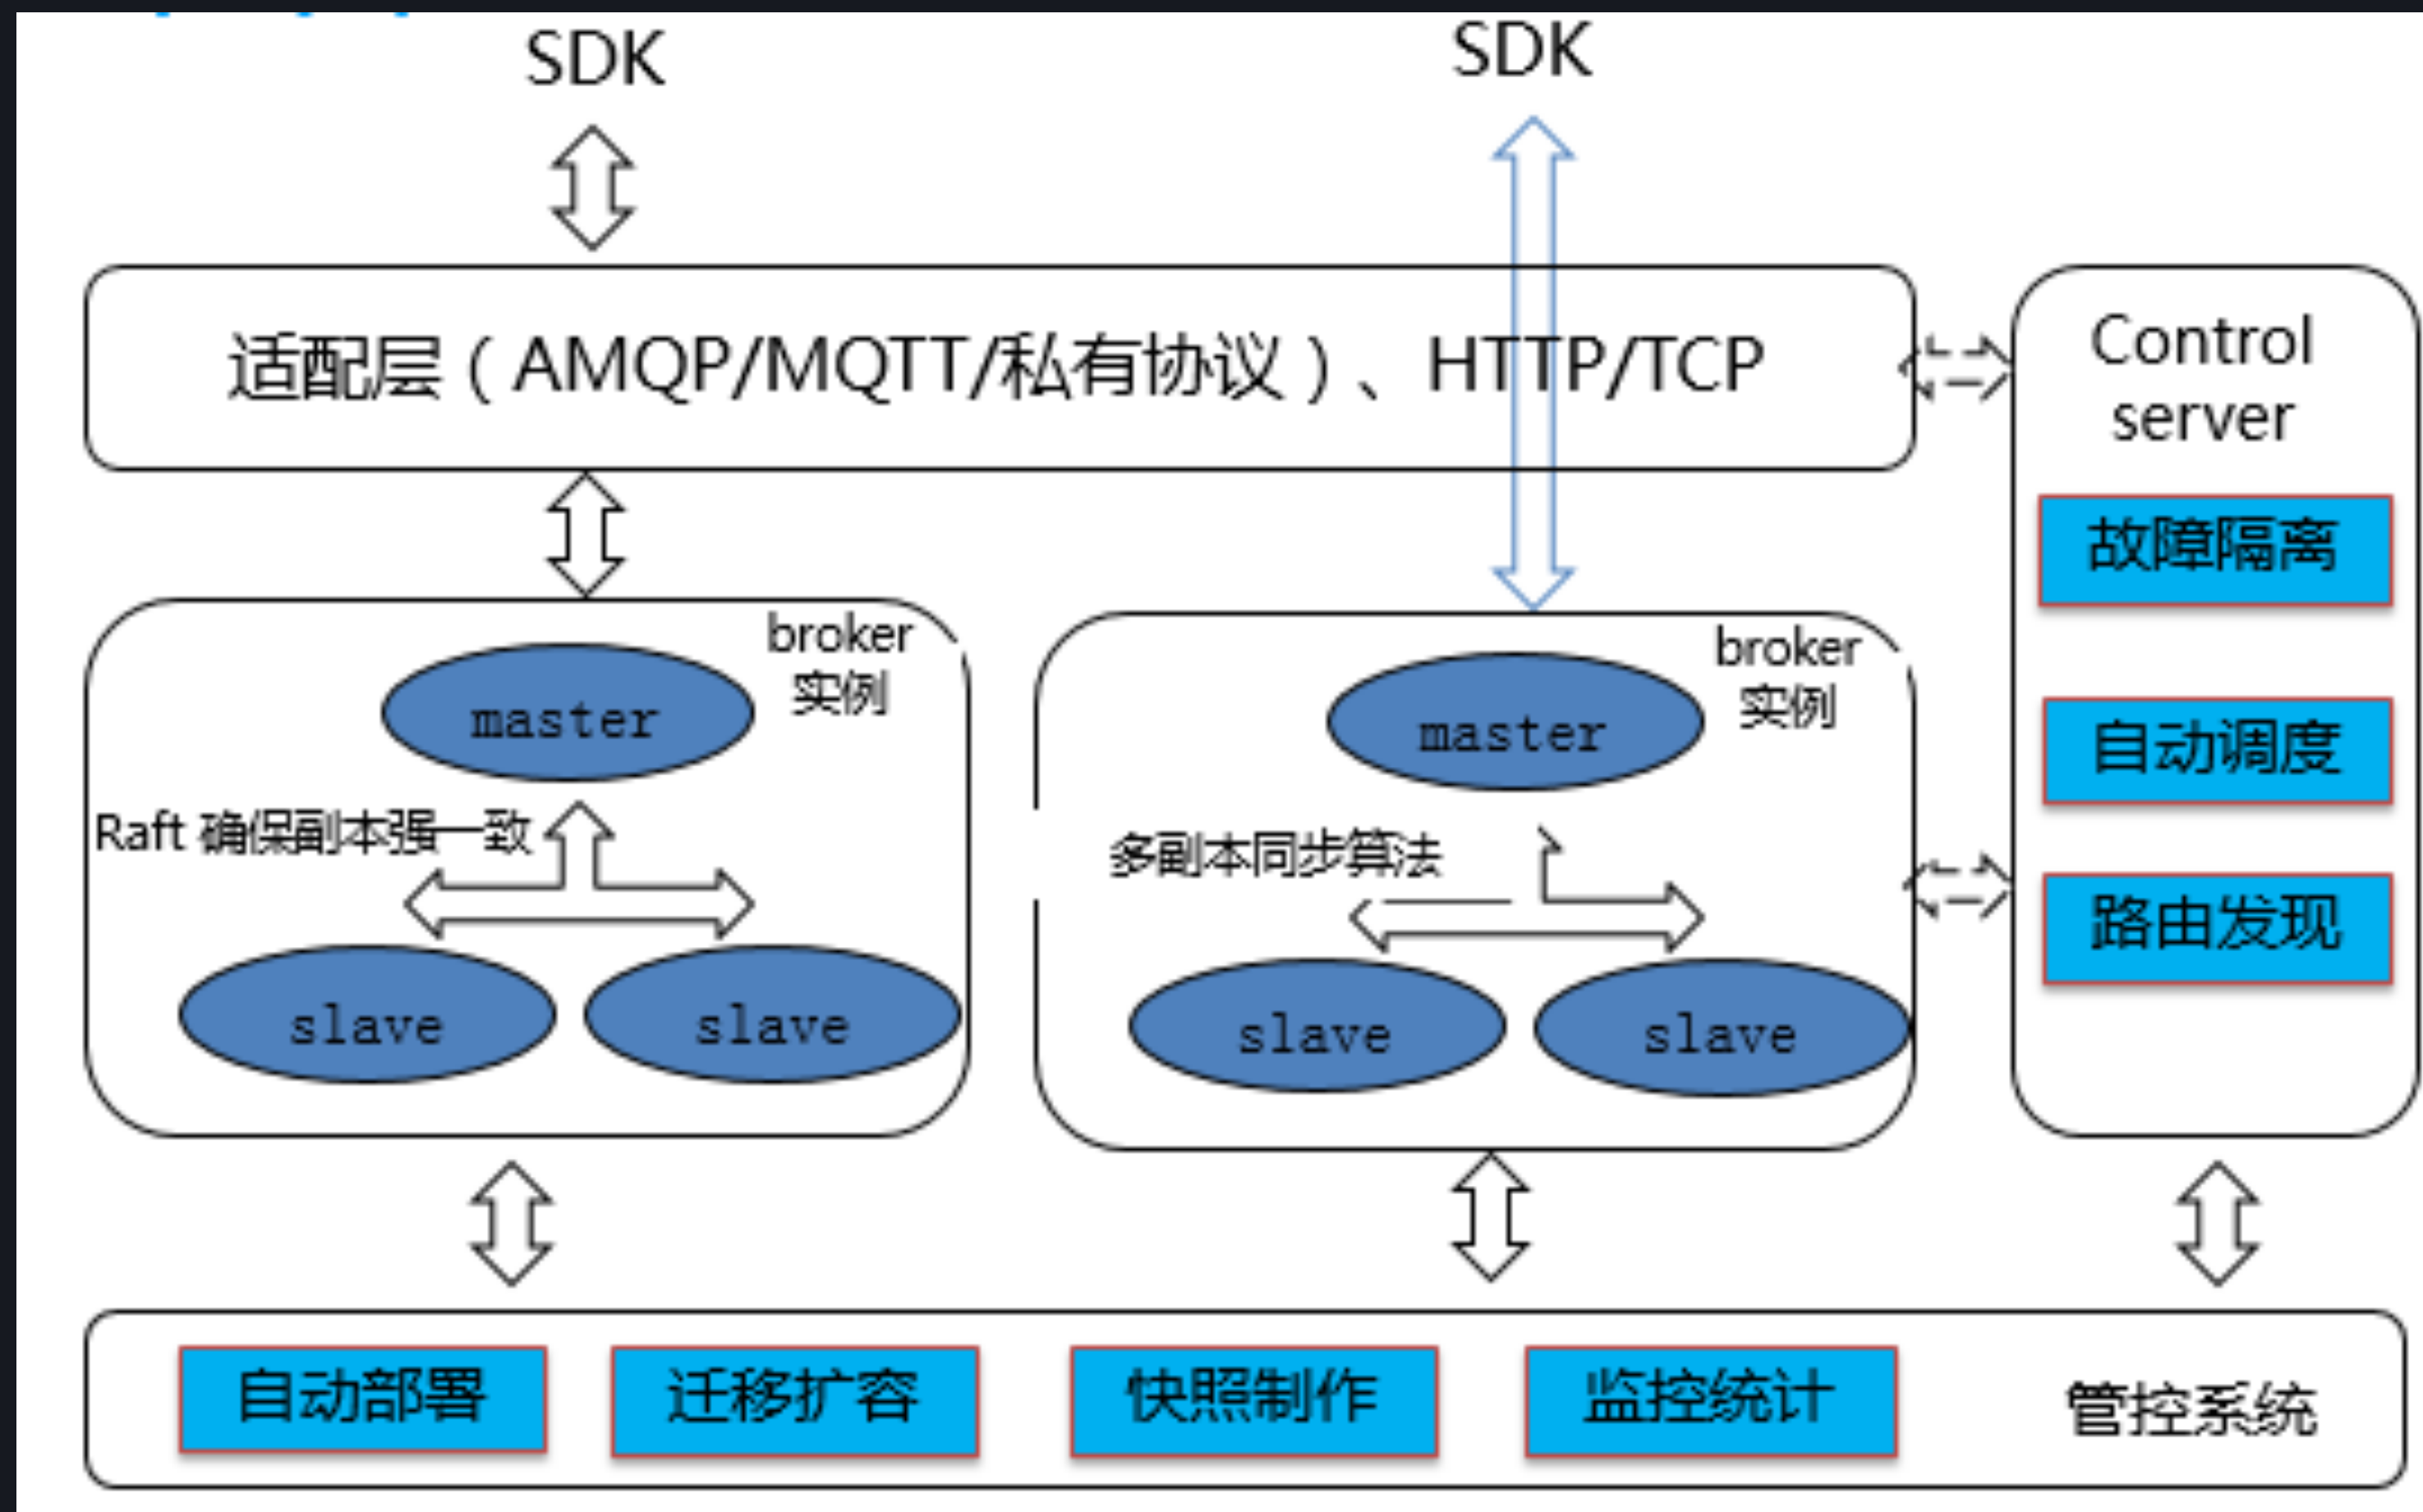 SDK
SDK
适配层（AMQP/MQTT/私有协议）、HTTP/TCP
Control
server
故障隔离
自动调度
路由发现
broker
实例
master
Raft 确保副本强一致
slave
slave
broker
实例
master
多副本同步算法
slave
slave
自动部署
迁移扩容
快照制作
监控统计
管控系统